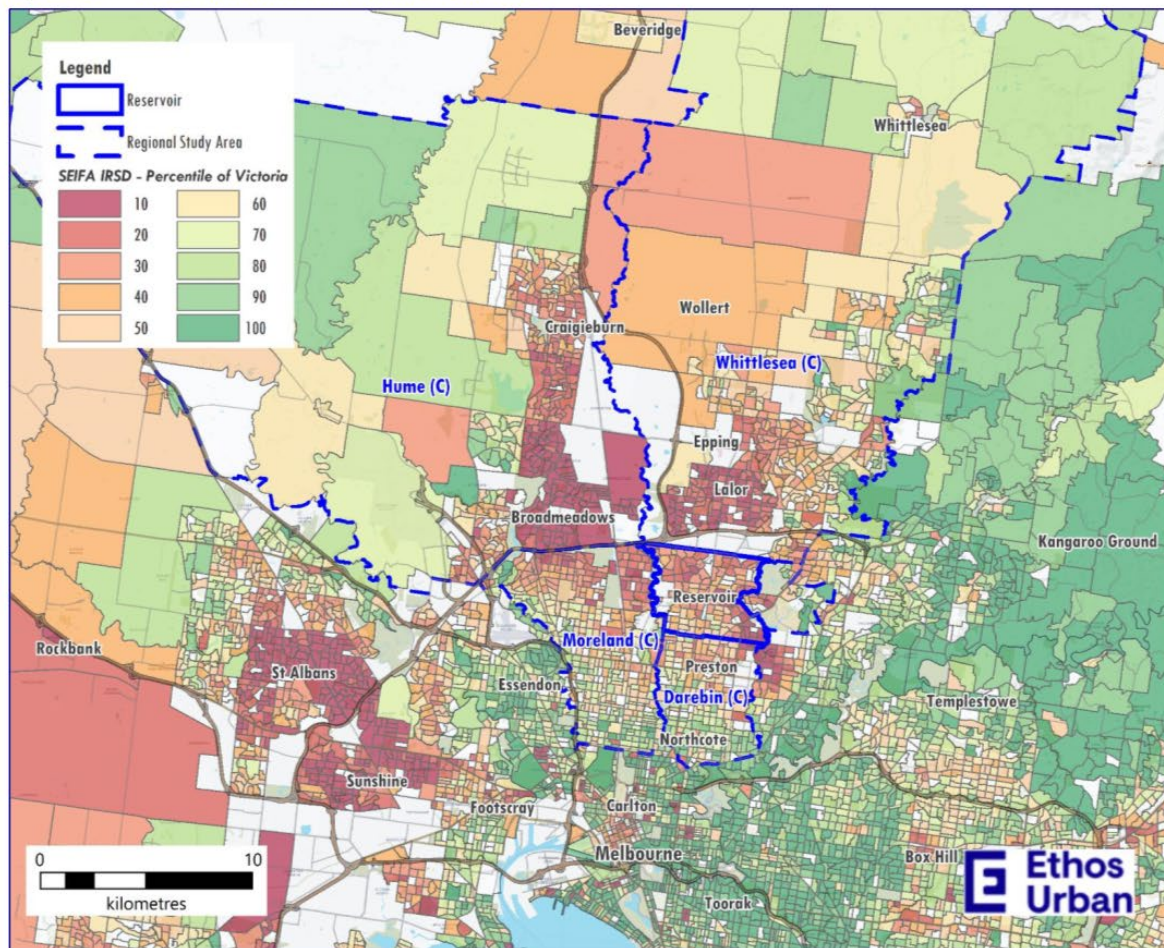 Beveridge
Legend
Reservoir
Regional Study Area
SEIFA IRSD - Percentile of Victoria
10 60
20 70
30 80
40 90
50 100
Whittlesea
Wollert
Craigieburn
Whittlesea (C)
Hume (C)
Epping
Lalor
Broadmeadows
Kangaroo Ground
Reservoir
Rockbank
Moreland (C)
St Albans
Preston
Essendon
Darebin (C)
Templestowe
Northcote
Sunshine
Footscray
Carlton
Melbourne
Box Hill
Toorak
0 10
kilometres
Ethos
Urban